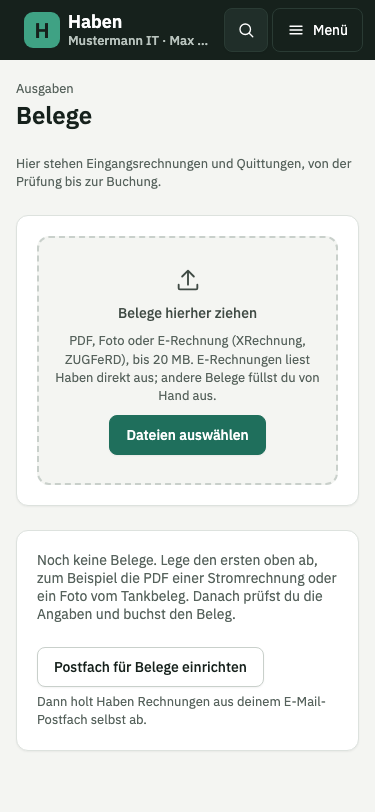 H
Haben
Mustermann IT · Max ...
Menü
Ausgaben
Belege
Hier stehen Eingangsrechnungen und Quittungen, von der
Prüfung bis zur Buchung.
Belege hierher ziehen
PDF, Foto oder E-Rechnung (XRechnung,
ZUGFeRD), bis 20 MB. E-Rechnungen liest
Haben direkt aus; andere Belege füllst du von
Hand aus.
Dateien auswählen
Noch keine Belege. Lege den ersten oben ab,
zum Beispiel die PDF einer Stromrechnung oder
ein Foto vom Tankbeleg. Danach prüfst du die
Angaben und buchst den Beleg.
Postfach für Belege einrichten
Dann holt Haben Rechnungen aus deinem E-Mail-
Postfach selbst ab.